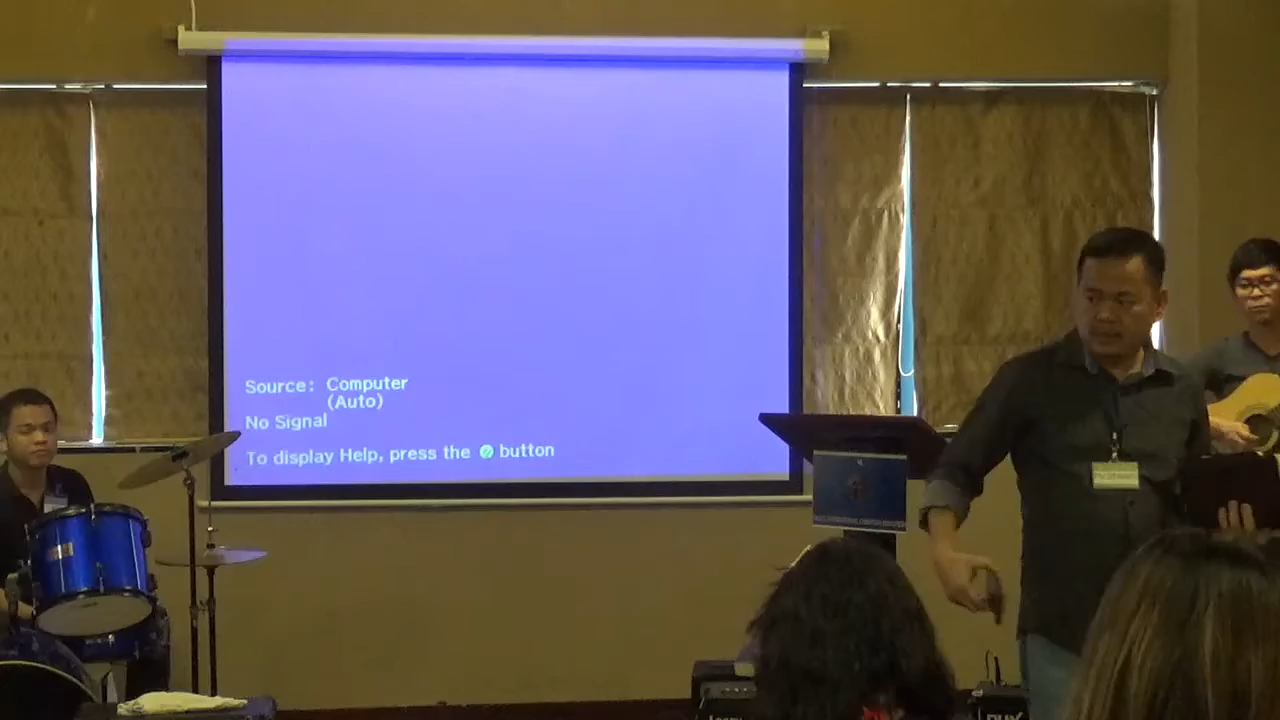 Source: Computer
(Auto)
No Signal
To display Help, press the button